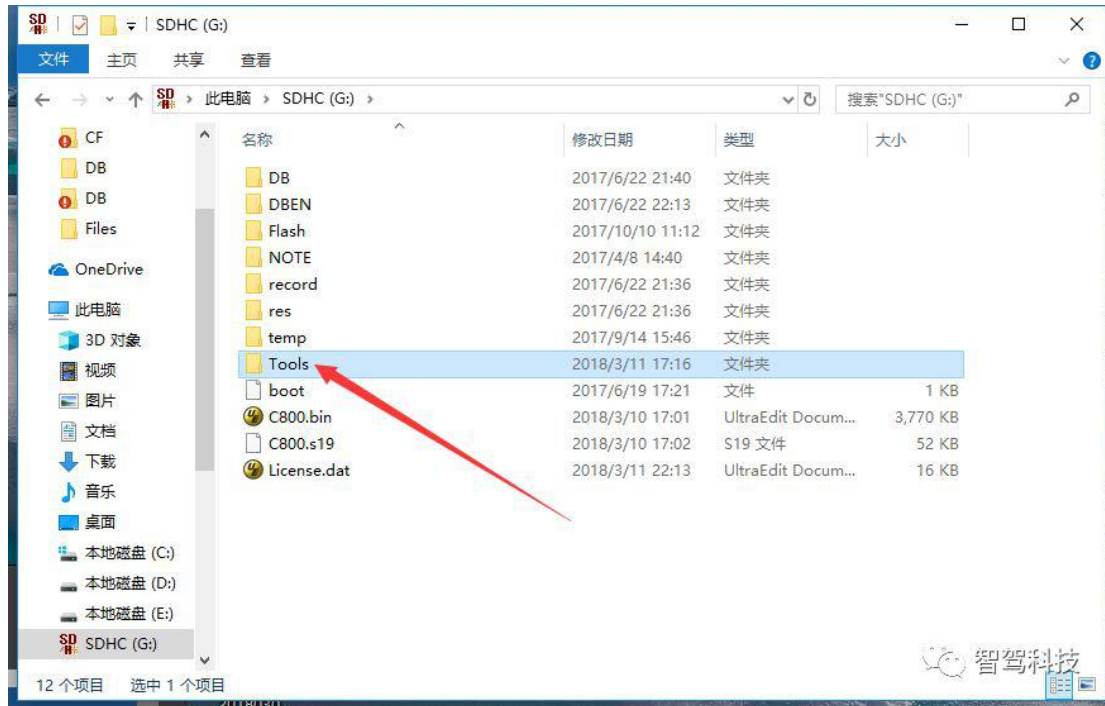 SDHC (G:)
文件 主页 共享 查看
此电脑 SDHC (G:) 搜索"SDHC (G:)"
CF
DB
DB
Files
OneDrive
此电脑
3D 对象
视频
图片
文档
下载
音乐
桌面
本地磁盘 (C:)
本地磁盘 (D:)
本地磁盘 (E:)
SDHC (G:)
名称 修改日期 类型 大小
DB 2017/6/22 21:40 文件夹
DBEN 2017/6/22 22:13 文件夹
Flash 2017/10/10 11:12 文件夹
NOTE 2017/4/8 14:40 文件夹
record 2017/6/22 21:36 文件夹
res 2017/6/22 21:36 文件夹
temp 2017/9/14 15:46 文件夹
Tools 2018/3/11 17:16 文件夹
boot 2017/6/19 17:21 文件 1 KB
C800.bin 2018/3/10 17:01 UltraEdit Docum... 3,770 KB
C800.s19 2018/3/10 17:02 S19 文件 52 KB
License.dat 2018/3/11 22:13 UltraEdit Docum... 16 KB
智驾科技
12 个项目 选中 1 个项目